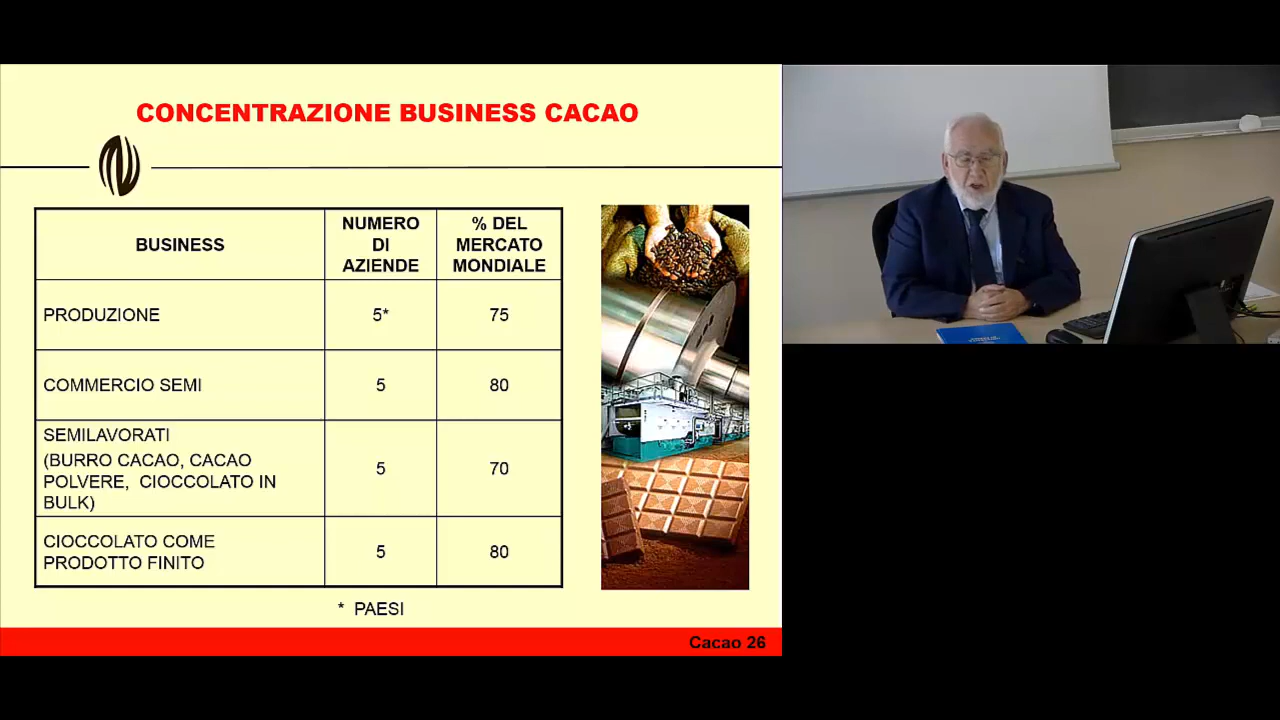 CONCENTRAZIONE BUSINESS CACAO
BUSINESS
NUMERO
DI
AZIENDE
% DEL
MERCATO
MONDIALE
PRODUZIONE
5*
75
COMMERCIO SEMI
5
80
SEMILAVORATI
(BURRO CACAO, CACAO
POLVERE, CIOCCOLATO IN
BULK)
5
70
CIOCCOLATO COME
PRODOTTO FINITO
5
80
* PAESI
Cacao 26